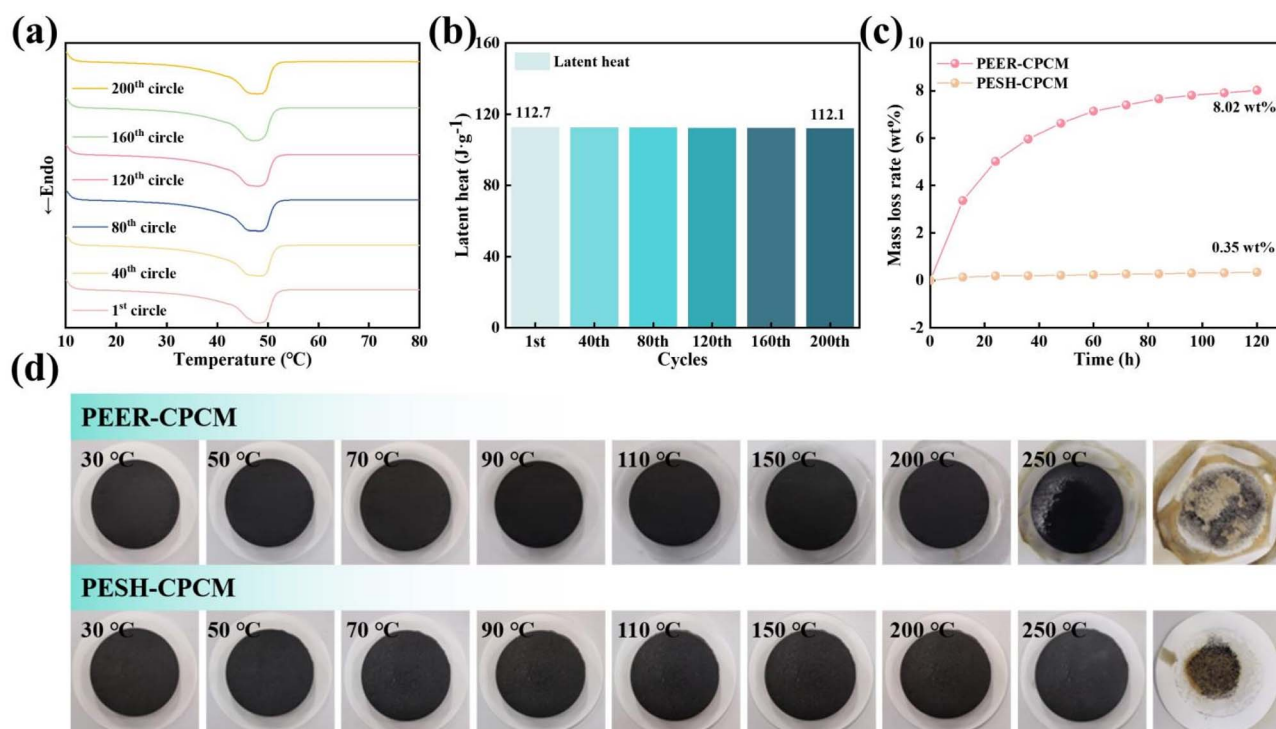 (a)
←Endo
200th circle
160th circle
120th circle
80th circle
40th circle
1st circle
10 20 30 40 50 60 70 80
Temperature (℃)
(b)
160
120
80
40
0
Latent heat (J·g-1)
Latent heat
112.7
112.1
1st 40th 80th 120th 160th 200th
Cycles
(c)
10
8
6
4
2
0
-2
Mass loss rate (wt%)
PEER-CPCM
PESH-CPCM
8.02 wt%
0.35 wt%
0 20 40 60 80 100 120
Time (h)
(d)
PEER-CPCM
30 ℃ 50 ℃ 70 ℃ 90 ℃ 110 ℃ 150 ℃ 200 ℃ 250 ℃
PESH-CPCM
30 ℃ 50 ℃ 70 ℃ 90 ℃ 110 ℃ 150 ℃ 200 ℃ 250 ℃